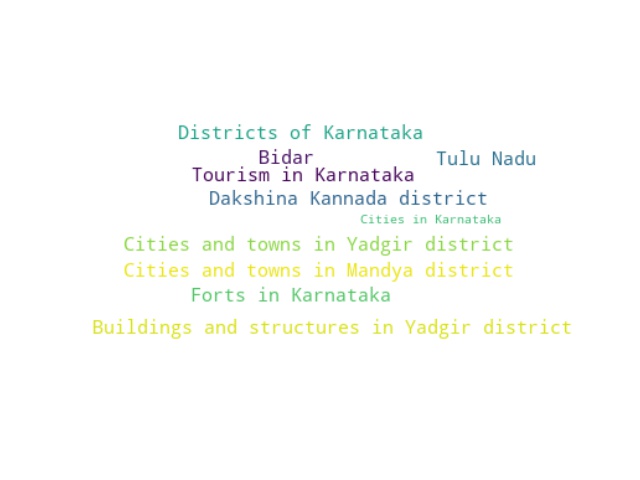 Districts of Karnataka
Bidar
Tulu Nadu
Tourism in Karnataka
Dakshina Kannada district
Cities in Karnataka
Cities and towns in Yadgir district
Cities and towns in Mandya district
Forts in Karnataka
Buildings and structures in Yadgir district